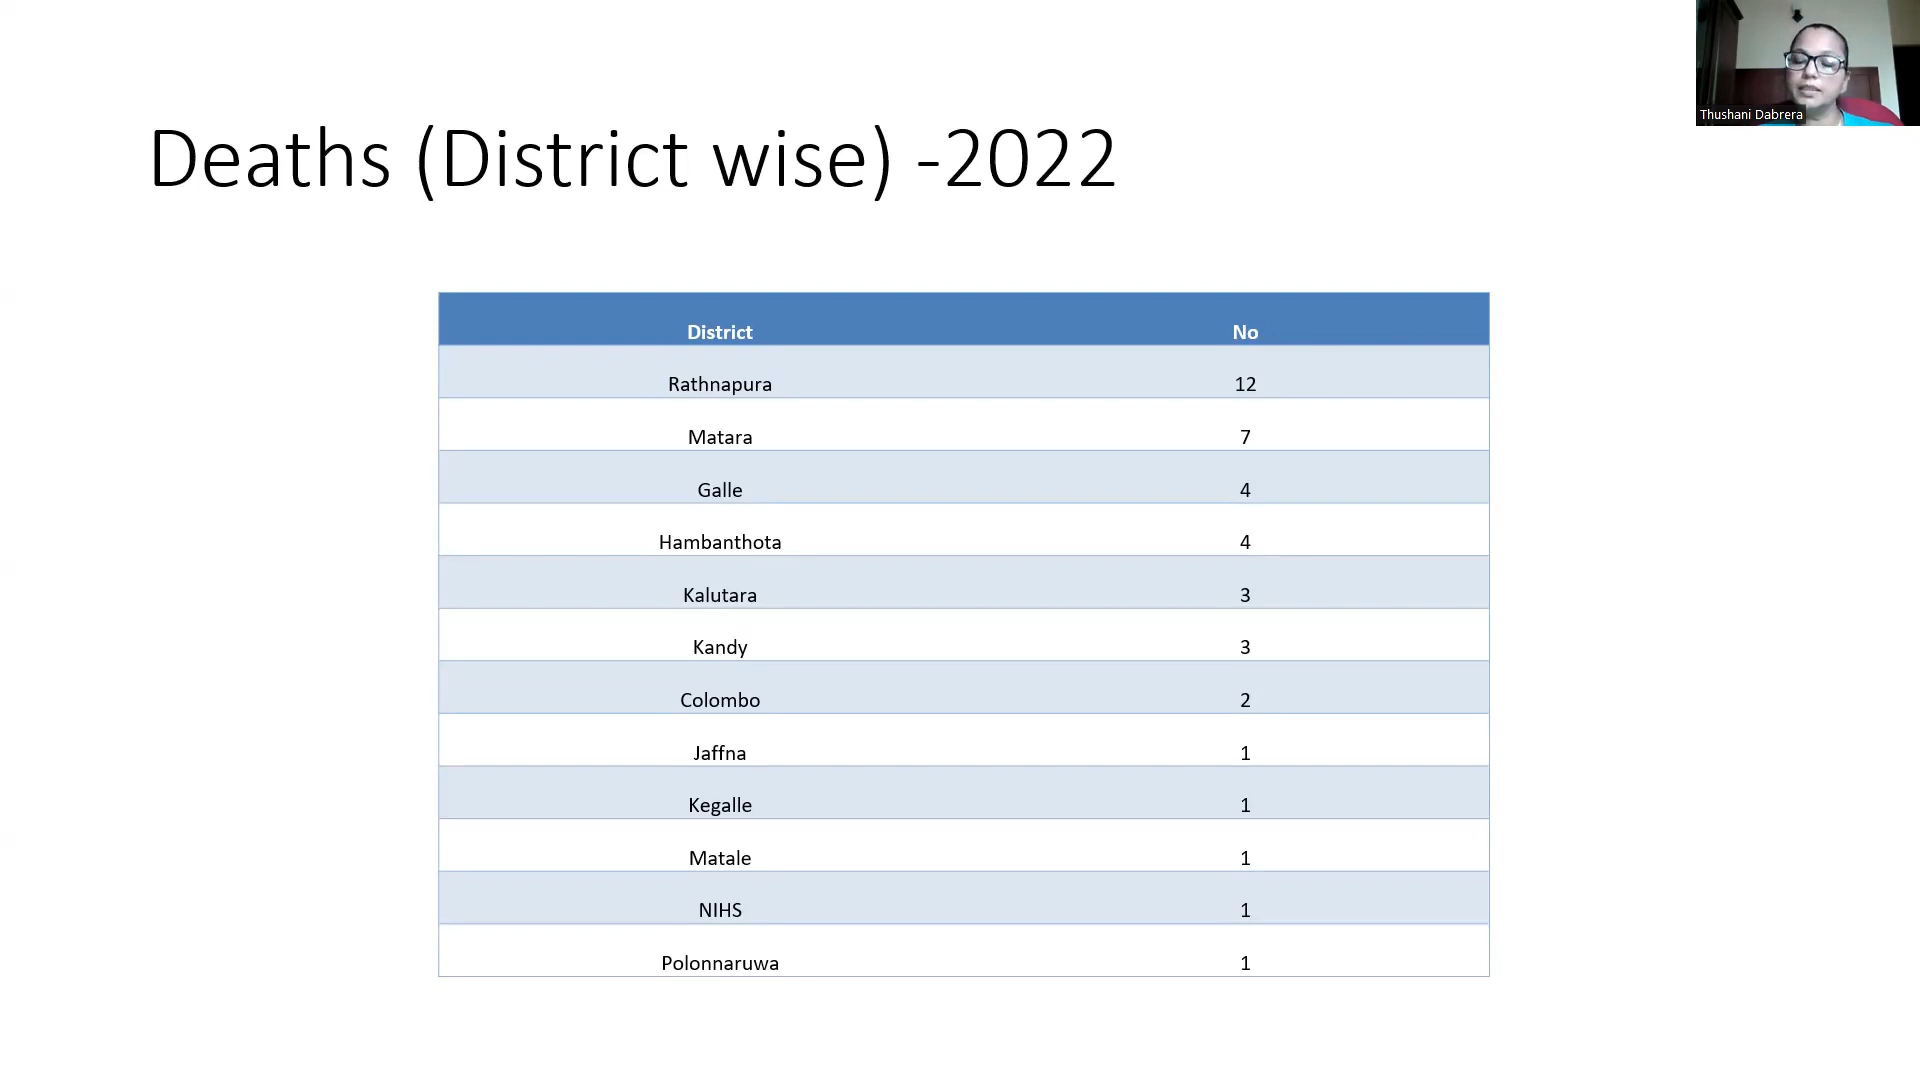 Thushani Dabrera
Deaths (District wise) -2022
District No
Rathnapura 12
Matara 7
Galle 4
Hambanthota 4
Kalutara 3
Kandy 3
Colombo 2
Jaffna 1
Kegalle 1
Matale 1
NIHS 1
Polonnaruwa 1